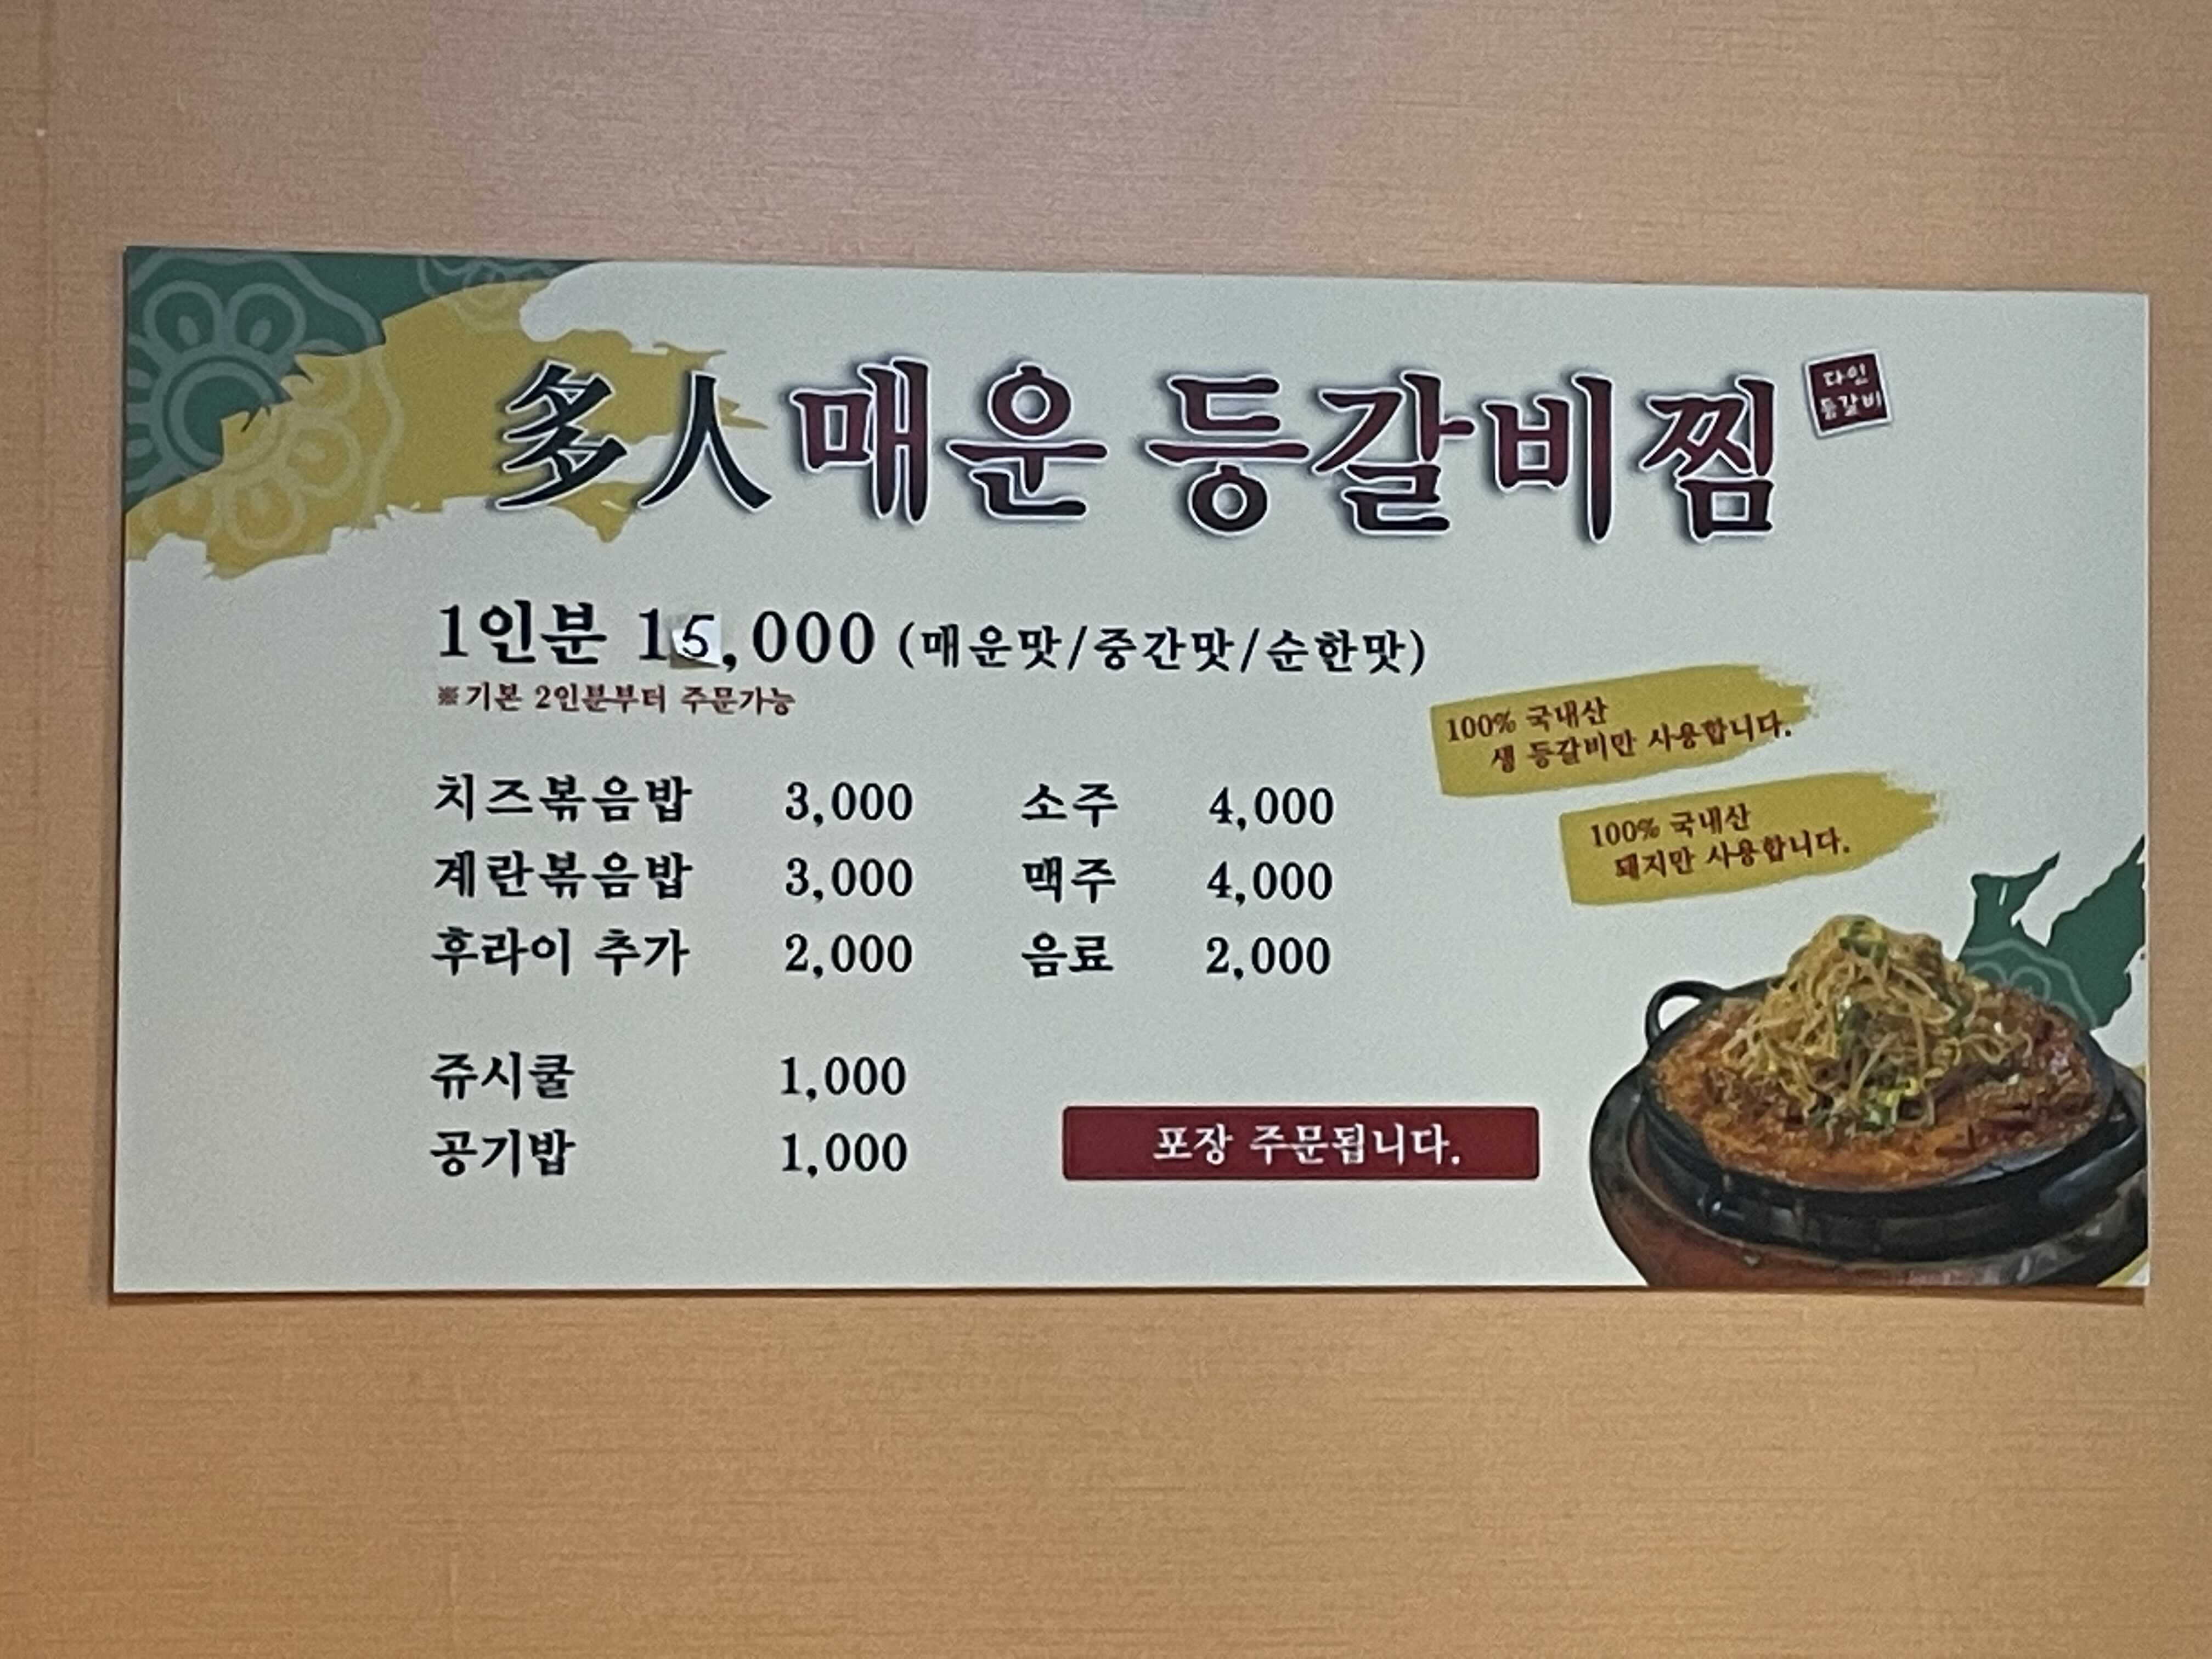 多人매운 등갈비찜
다인
등갈비
1인분 15,000 (매운맛/중간맛/순한맛)
※기본 2인분부터 주문가능
100% 국내산
생 등갈비만 사용합니다.
100% 국내산
돼지만 사용합니다.
치즈볶음밥 3,000 소주 4,000
계란볶음밥 3,000 맥주 4,000
후라이 추가 2,000 음료 2,000
쥬시쿨 1,000
공기밥 1,000
포장 주문됩니다.